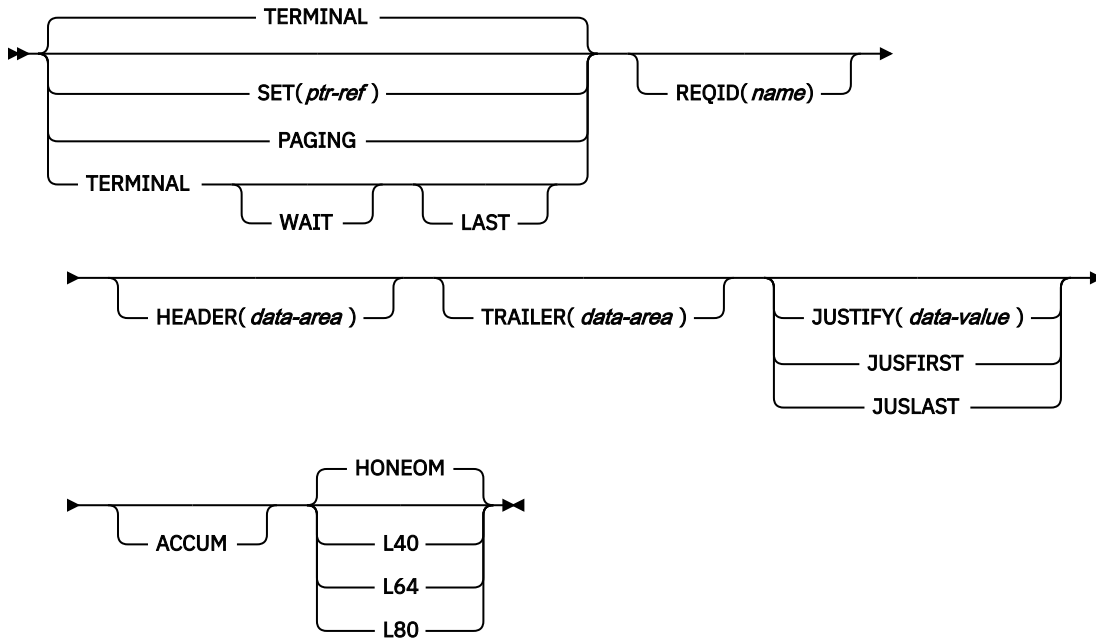 TERMINAL
SET( ptr-ref )
REQID( name)
PAGING
TERMINAL
WAIT
LAST
HEADER( data-area )
TRAILER( data-area )
JUSTIFY( data-value )
JUSFIRST
JUSLAST
HONEOM
ACCUM
L40
L64
L80